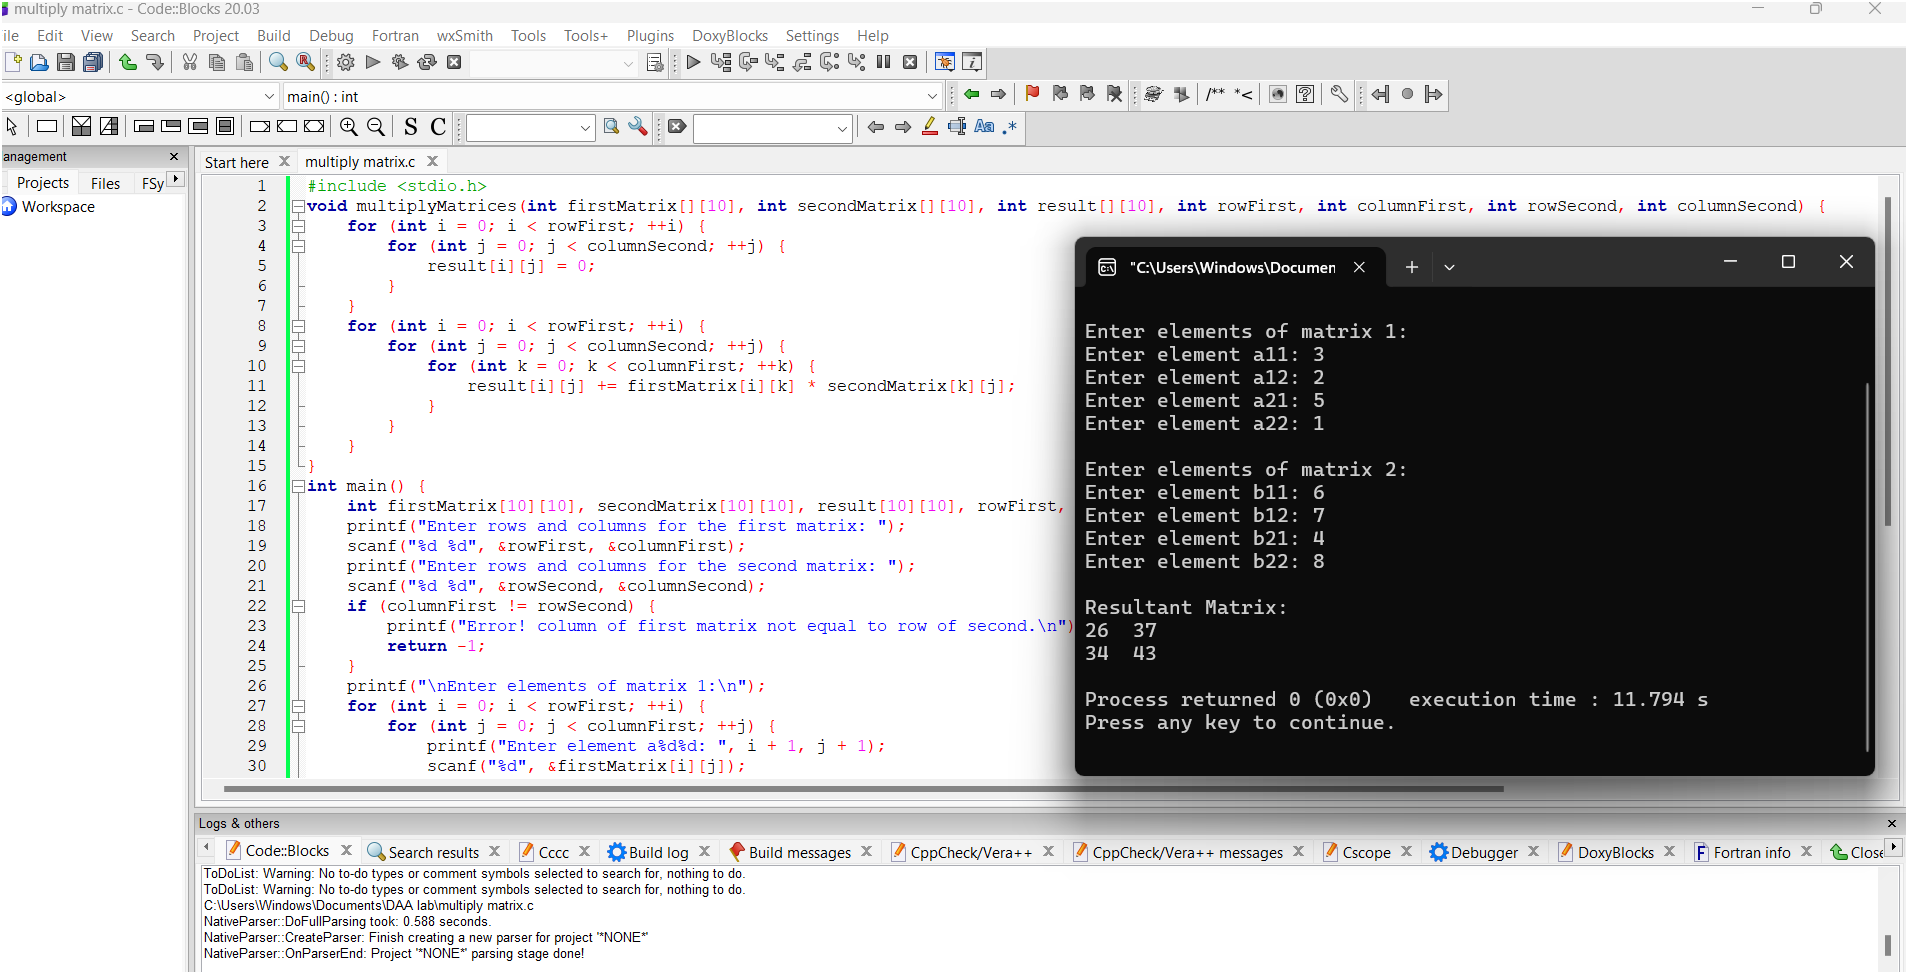 multiply matrix.c - Code::Blocks 20.03
ile Edit View Search Project Build Debug Fortran wxSmith Tools Tools+ Plugins DoxyBlocks Settings Help
<global> main() : int /** *<
S C Aa .*
anagement
Projects Files FSy
Workspace
Start here multiply matrix.c
1 #include <stdio.h>
2 void multiplyMatrices(int firstMatrix[][10], int secondMatrix[][10], int result[][10], int rowFirst, int columnFirst, int rowSecond, int columnSecond) {
3 for (int i = 0; i < rowFirst; ++i) {
4 for (int j = 0; j < columnSecond; ++j) {
5 result[i][j] = 0;
6 }
7 }
8 for (int i = 0; i < rowFirst; ++i) {
9 for (int j = 0; j < columnSecond; ++j) {
10 for (int k = 0; k < columnFirst; ++k) {
11 result[i][j] += firstMatrix[i][k] * secondMatrix[k][j];
12 }
13 }
14 }
15 }
16 int main() {
17 int firstMatrix[10][10], secondMatrix[10][10], result[10][10], rowFirst,
18 printf("Enter rows and columns for the first matrix: ");
19 scanf("%d %d", &rowFirst, &columnFirst);
20 printf("Enter rows and columns for the second matrix: ");
21 scanf("%d %d", &rowSecond, &columnSecond);
22 if (columnFirst != rowSecond) {
23 printf("Error! column of first matrix not equal to row of second.\n")
24 return -1;
25 }
26 printf("\nEnter elements of matrix 1:\n");
27 for (int i = 0; i < rowFirst; ++i) {
28 for (int j = 0; j < columnFirst; ++j) {
29 printf("Enter element a%d%d: ", i + 1, j + 1);
30 scanf("%d", &firstMatrix[i][j]);
"C:\Users\Windows\Documen
Enter elements of matrix 1:
Enter element a11: 3
Enter element a12: 2
Enter element a21: 5
Enter element a22: 1
Enter elements of matrix 2:
Enter element b11: 6
Enter element b12: 7
Enter element b21: 4
Enter element b22: 8
Resultant Matrix:
26 37
34 43
Process returned 0 (0x0) execution time : 11.794 s
Press any key to continue.
Logs & others
Code::Blocks Search results Cccc Build log Build messages CppCheck/Vera++ CppCheck/Vera++ messages Cscope Debugger DoxyBlocks Fortran info Close
ToDoList: Warning: No to-do types or comment symbols selected to search for, nothing to do.
ToDoList: Warning: No to-do types or comment symbols selected to search for, nothing to do.
C:\Users\Windows\Documents\DAA lab\multiply matrix.c
NativeParser::DoFullParsing took: 0.588 seconds.
NativeParser::CreateParser: Finish creating a new parser for project '*NONE*'
NativeParser::OnParserEnd: Project '*NONE*' parsing stage done!